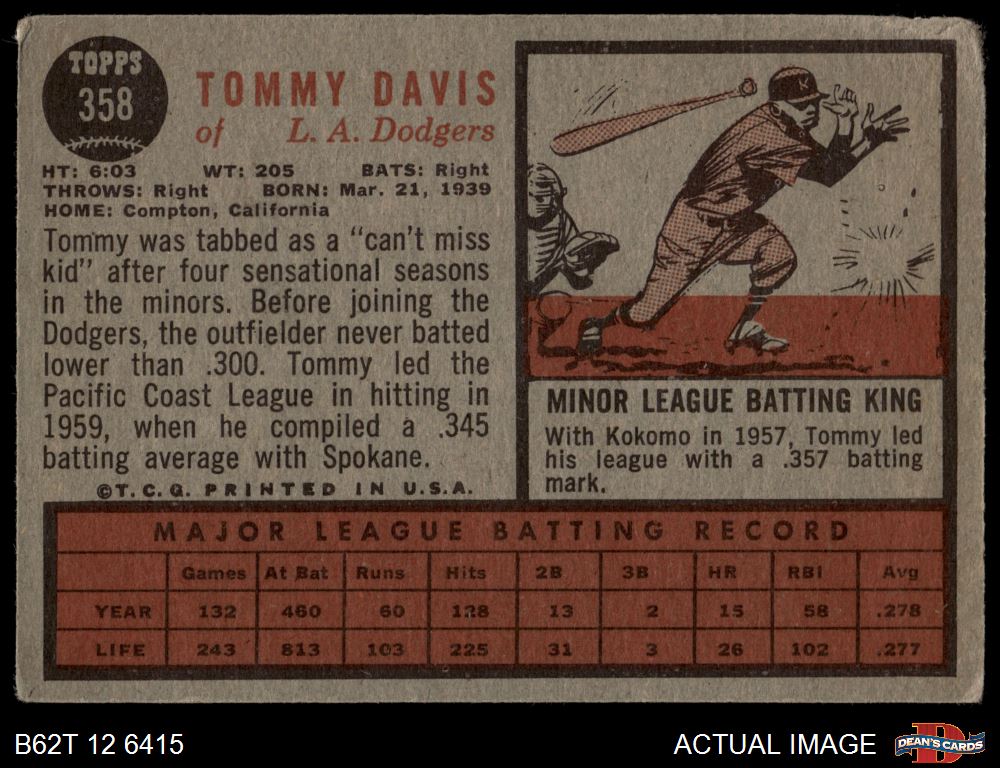 TOPPS
358
TOMMY DAVIS
of L. A. Dodgers
HT: 6:03 WT: 205 BATS: Right
THROWS: Right BORN: Mar. 21, 1939
HOME: Compton, California
Tommy was tabbed as a "can't miss
kid" after four sensational seasons
in the minors. Before joining the
Dodgers, the outfielder never batted
lower than .300. Tommy led the
Pacific Coast League in hitting in
1959, when he compiled a .345
batting average with Spokane.
©T. C. G. PRINTED IN U.S.A.
K
MINOR LEAGUE BATTING KING
With Kokomo in 1957, Tommy led
his league with a .357 batting
mark.
MAJOR LEAGUE BATTING RECORD
Games At Bat Runs Hits 2B 3B HR RBI Avg
YEAR 132 460 60 128 13 2 15 58 .278
LIFE 243 813 103 225 31 3 26 102 .277
B62T 12 6415
ACTUAL IMAGE
D
DEAN'S CARDS